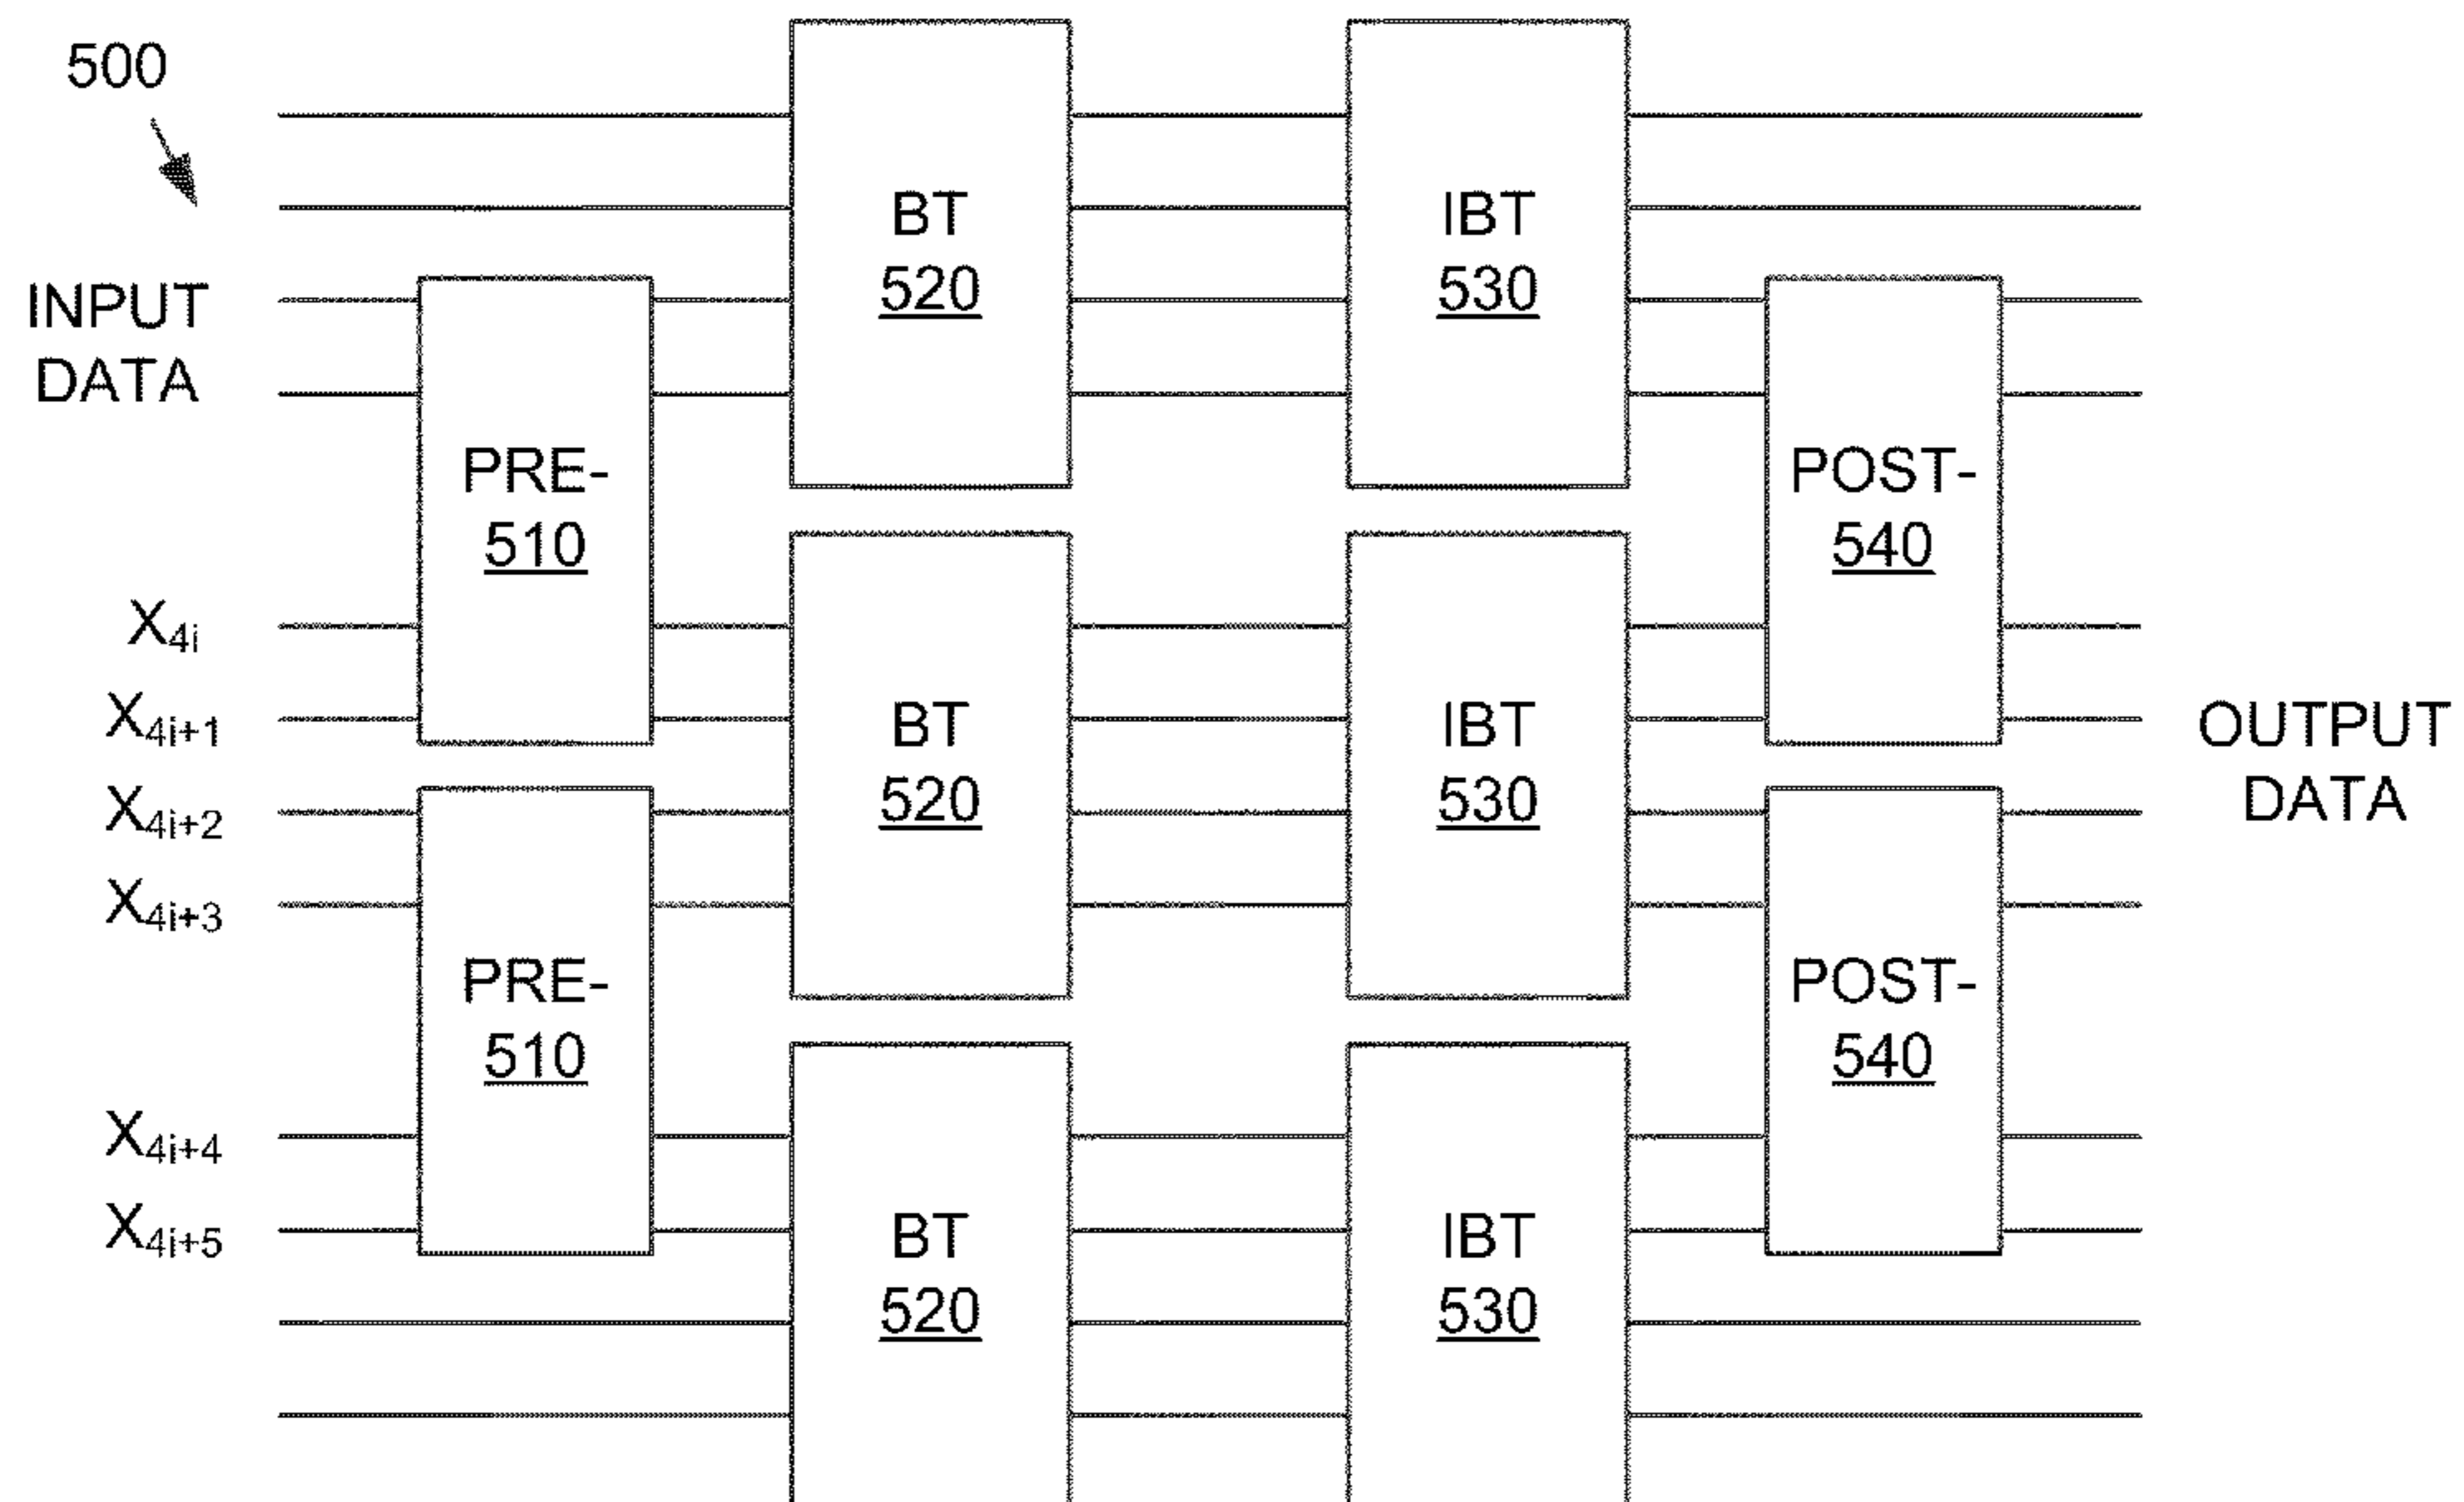 500
BT
520
IBT
530
INPUT
DATA
PRE-
510
POST-
540
X4i
X4i+1
X4i+2
X4i+3
BT
520
IBT
530
OUTPUT
DATA
PRE-
510
POST-
540
X4i+4
X4i+5
BT
520
IBT
530